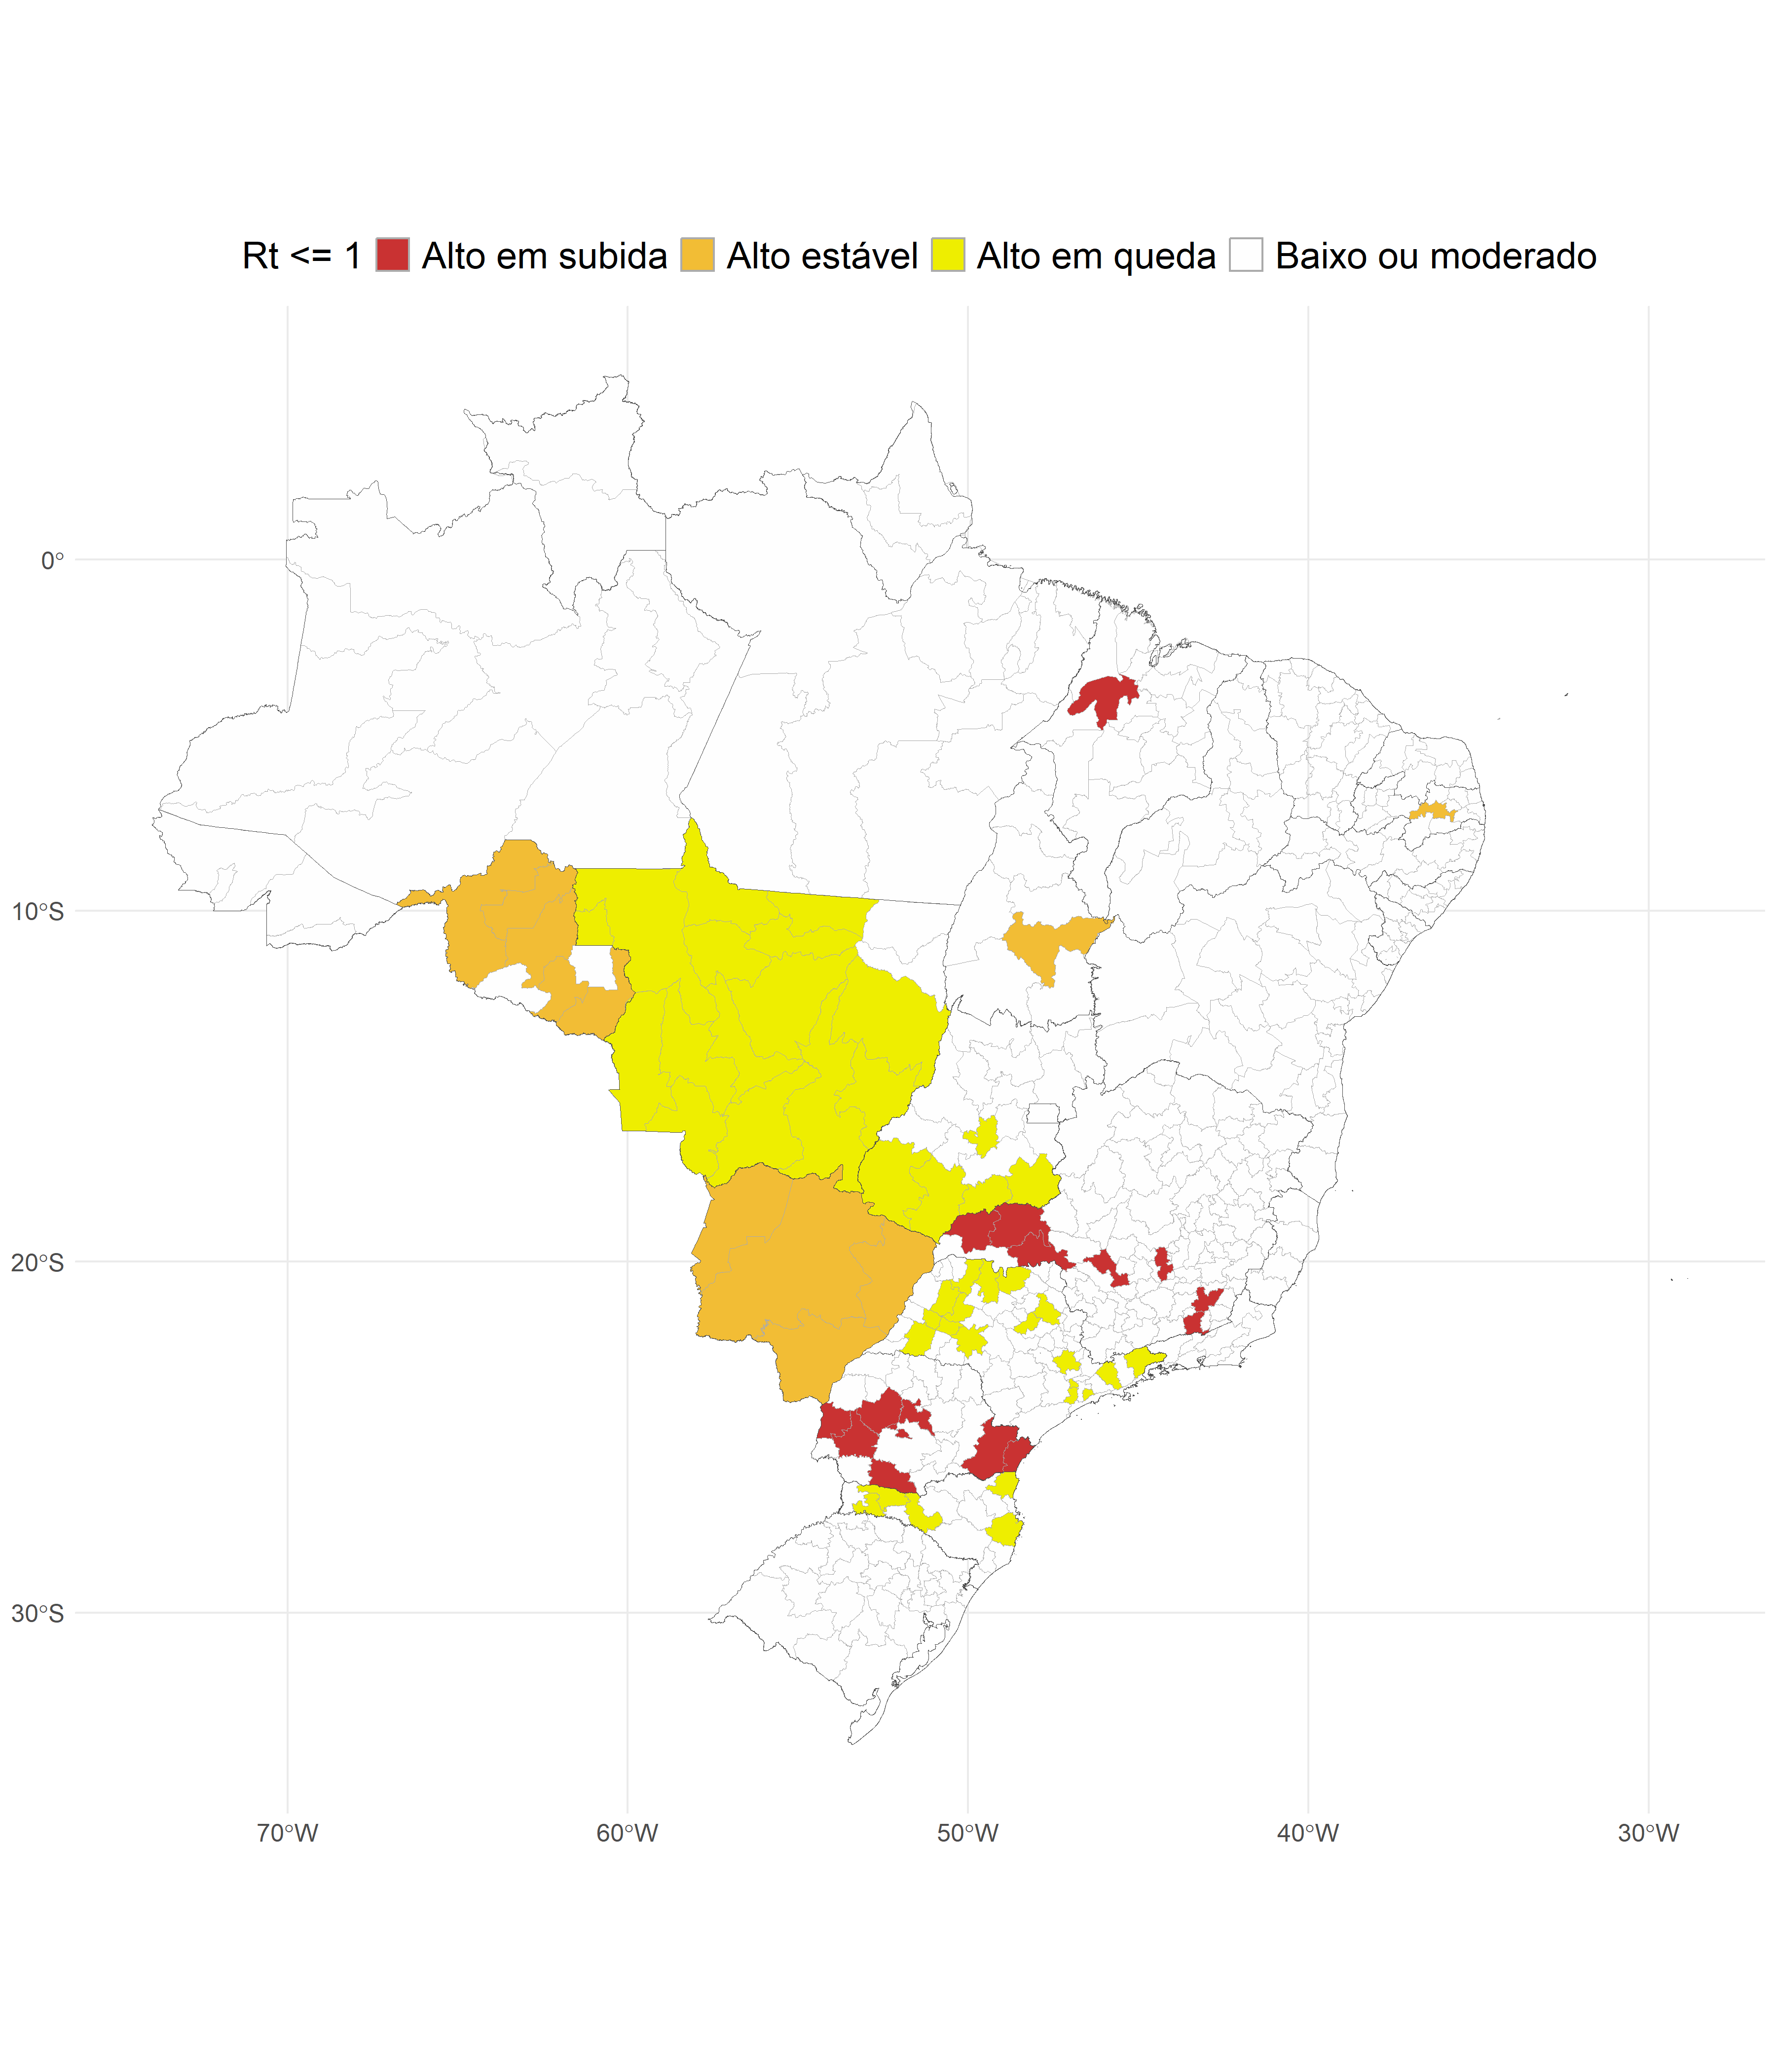 Rt <= 1 Alto em subida Alto estável Alto em queda Baixo ou moderado
0°
10°S
20°S
30°S
70°W 60°W 50°W 40°W 30°W